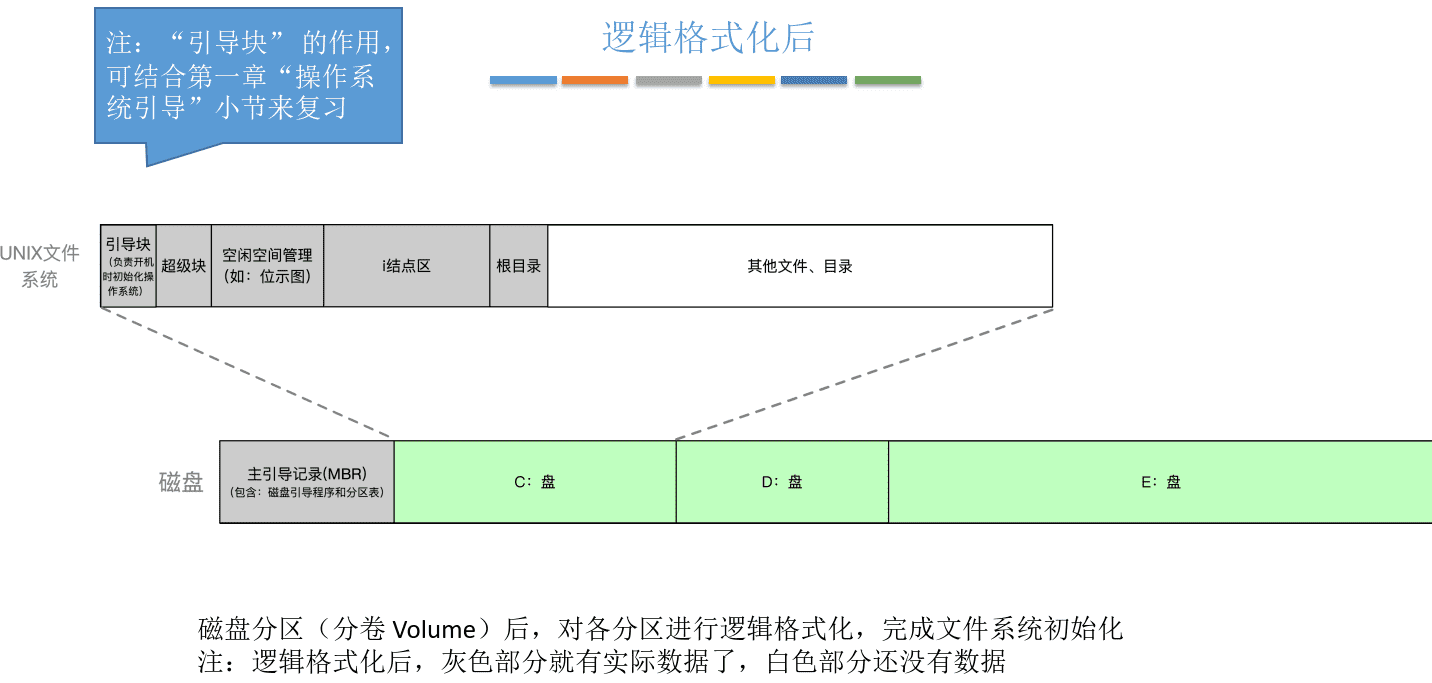 注：“引导块” 的作用，
可结合第一章“操作系
统引导”小节来复习
逻辑格式化后
UNIX文件
系统
引导块
（负责开机
时初始化操
作系统）
超级块
空闲空间管理
(如：位示图)
i结点区
根目录
其他文件、目录
磁盘
主引导记录(MBR)
(包含：磁盘引导程序和分区表)
C：盘
D：盘
E：盘
磁盘分区（分卷 Volume）后，对各分区进行逻辑格式化，完成文件系统初始化
注：逻辑格式化后，灰色部分就有实际数据了，白色部分还没有数据